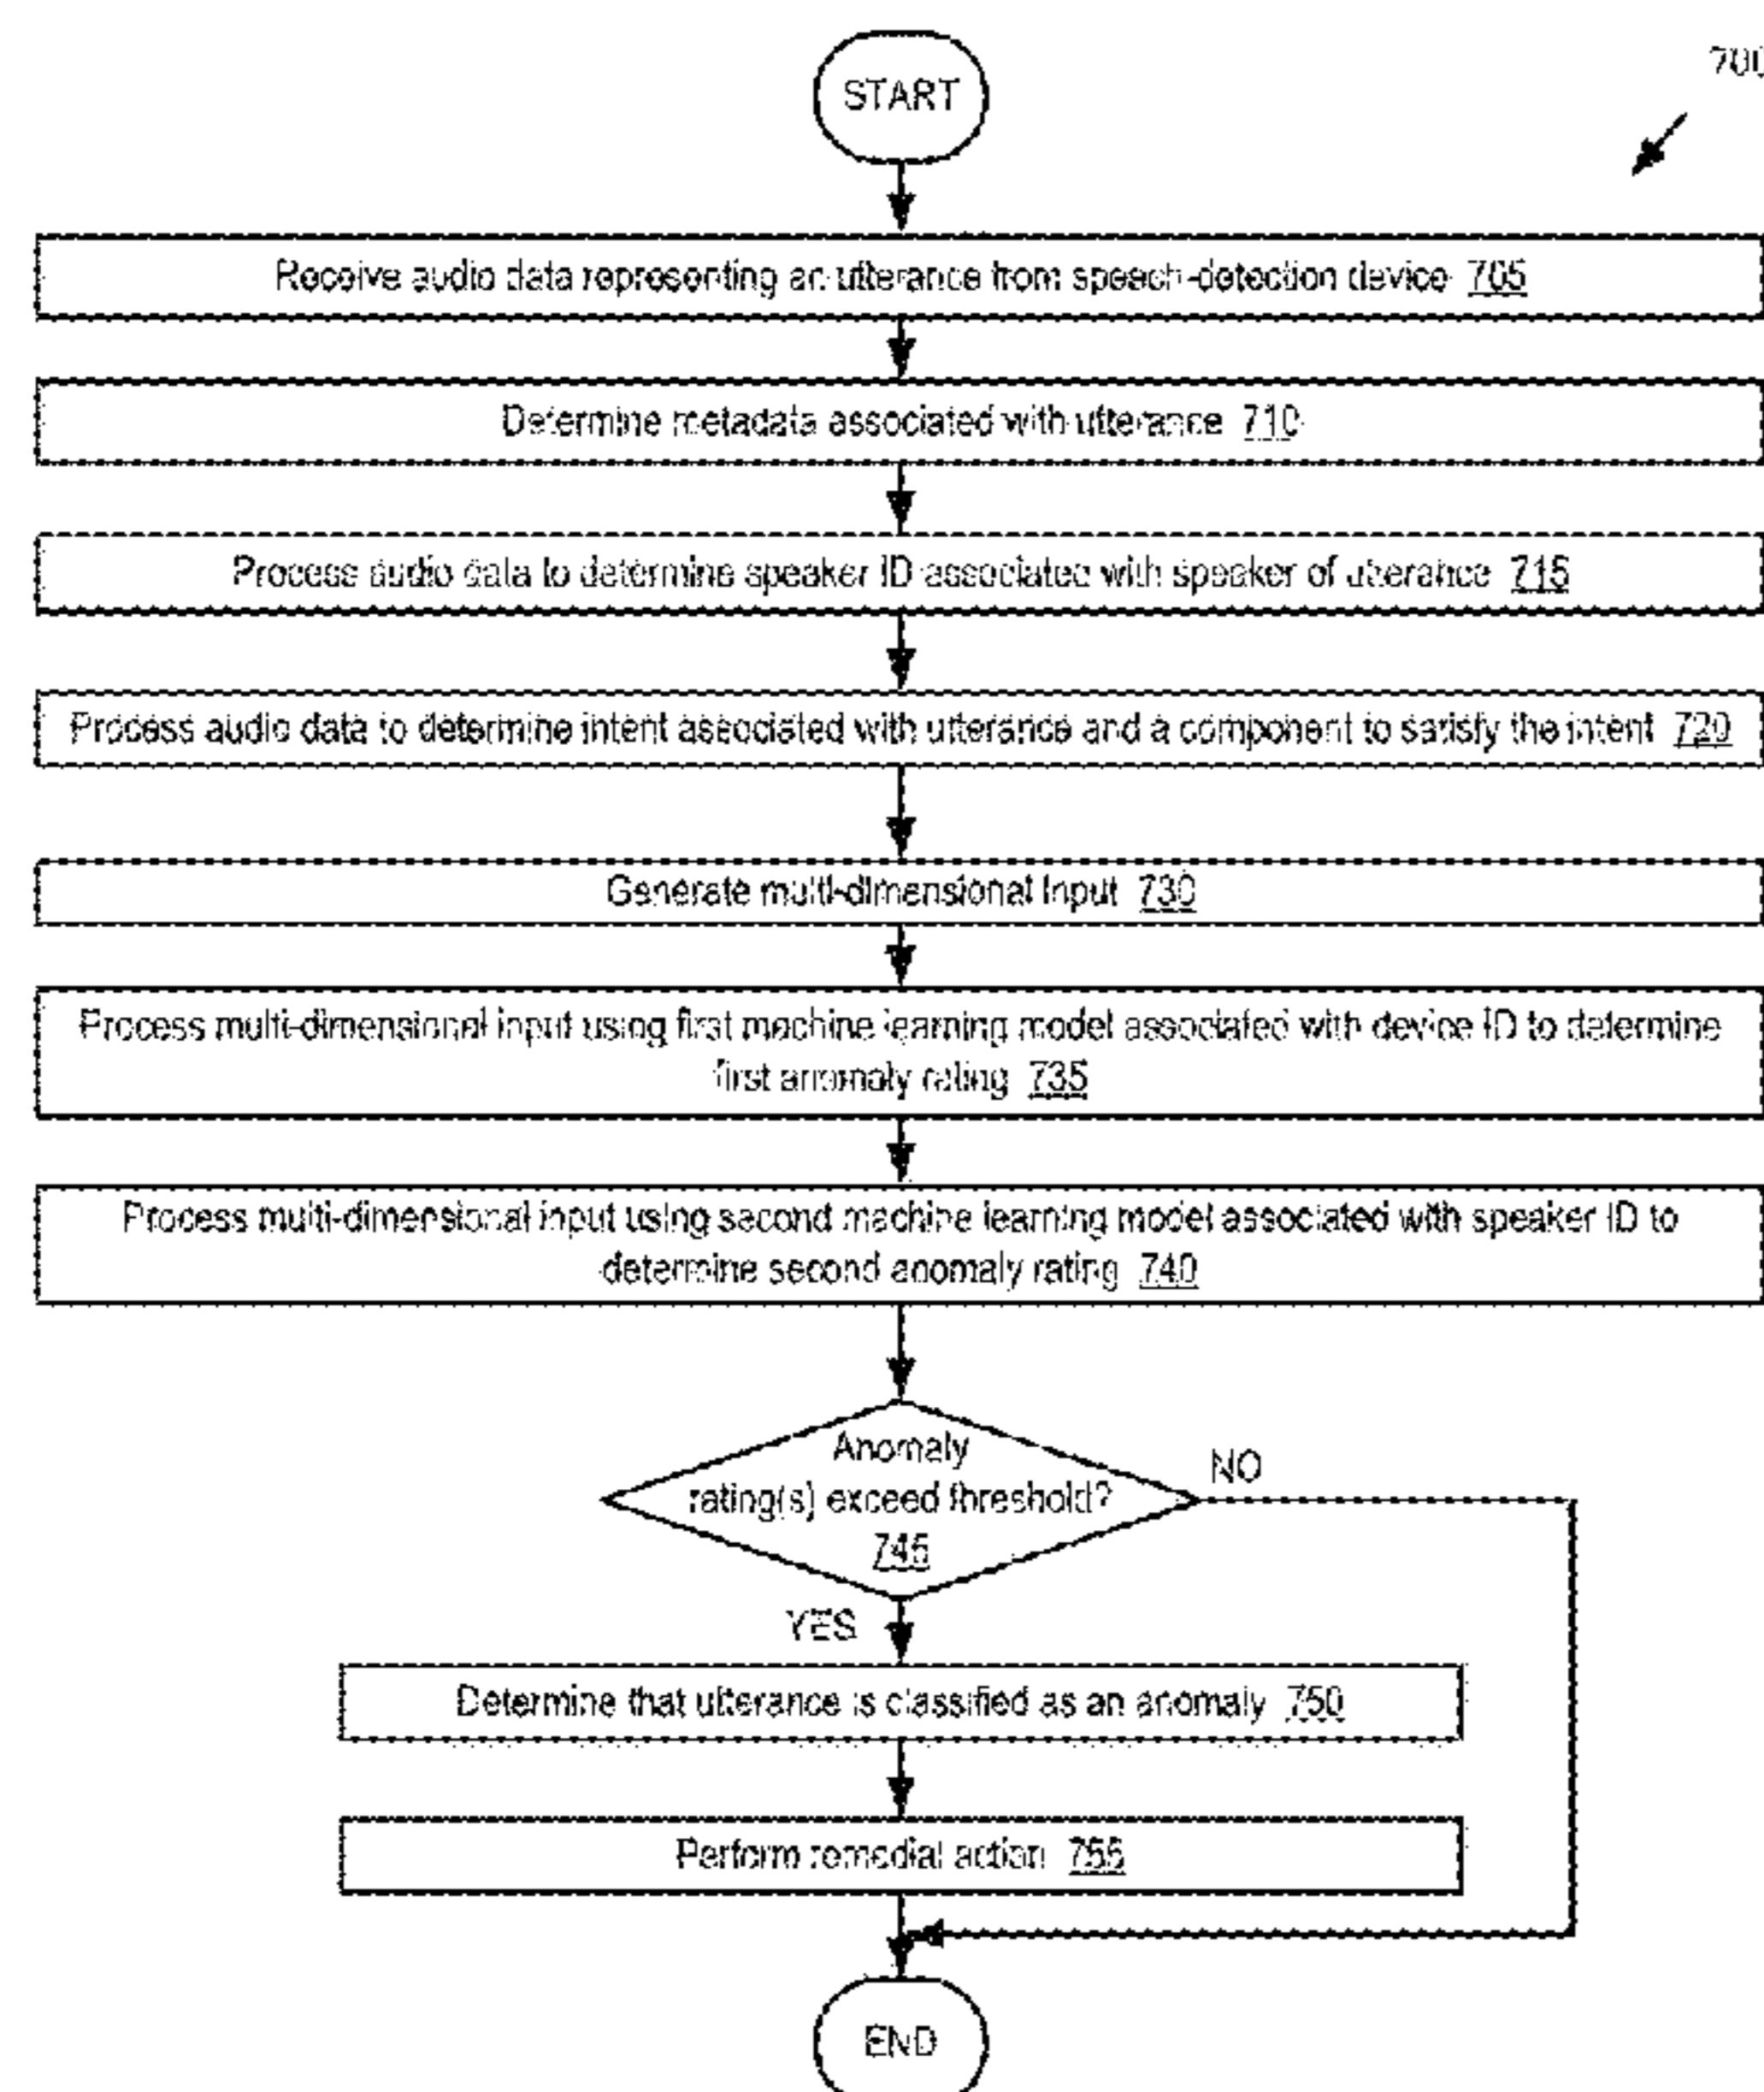 START
700
Receive audio data representing an utterance from speech-detection device 705
Determine metadata associated with utterance 710
Process audio data to determine speaker ID associated with speaker of utterance 715
Process audio data to determine intent associated with utterance and a component to satisfy the intent 720
Generate multi-dimensional input 730
Process multi-dimensional input using first machine learning model associated with device ID to determine
first anomaly rating 735
Process multi-dimensional input using second machine learning model associated with speaker ID to
determine second anomaly rating 740
Anomaly
rating(s) exceed threshold?
745
NO
YES
Determine that utterance is classified as an anomaly 750
Perform remedial action 755
END